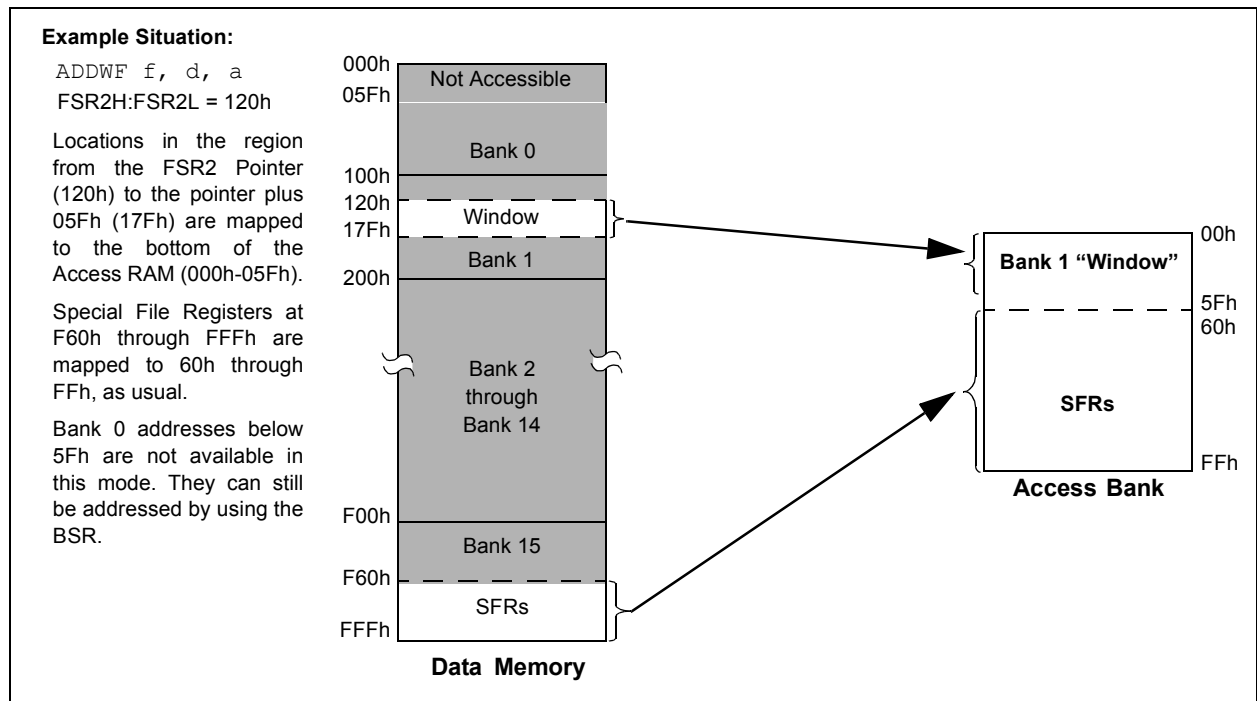 Example Situation:
ADDWF f, d, a
FSR2H:FSR2L = 120h
Locations in the region
from the FSR2 Pointer
(120h) to the pointer plus
05Fh (17Fh) are mapped
to the bottom of the
Access RAM (000h-05Fh).
Special File Registers at
F60h through FFFh are
mapped to 60h through
FFh, as usual.
Bank 0 addresses below
5Fh are not available in
this mode. They can still
be addressed by using the
BSR.
000h
Not Accessible
05Fh
Bank 0
100h
120h
Window
17Fh
Bank 1
200h
Bank 2
through
Bank 14
F00h
Bank 15
F60h
SFRs
FFFh
Data Memory
00h
Bank 1 “Window”
5Fh
60h
SFRs
FFh
Access Bank